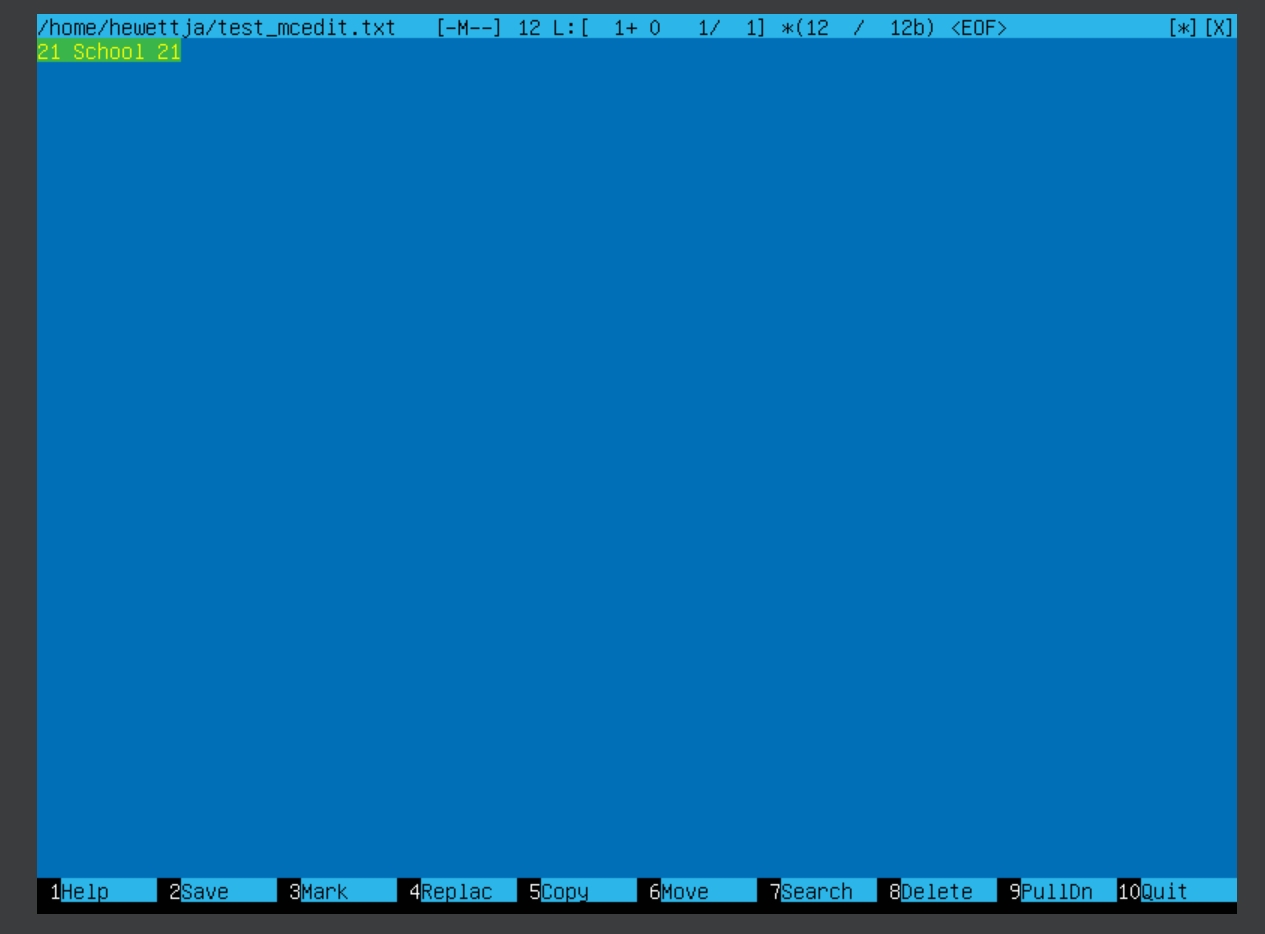 /home/hewettja/test_mcedit.txt [-M--] 12 L:[ 1+ 0 1/ 1] *(12 / 12b) <EOF> [*][X]
21 School 21
1Help 2Save 3Mark 4Replac 5Copy 6Move 7Search 8Delete 9PullDn 10Quit